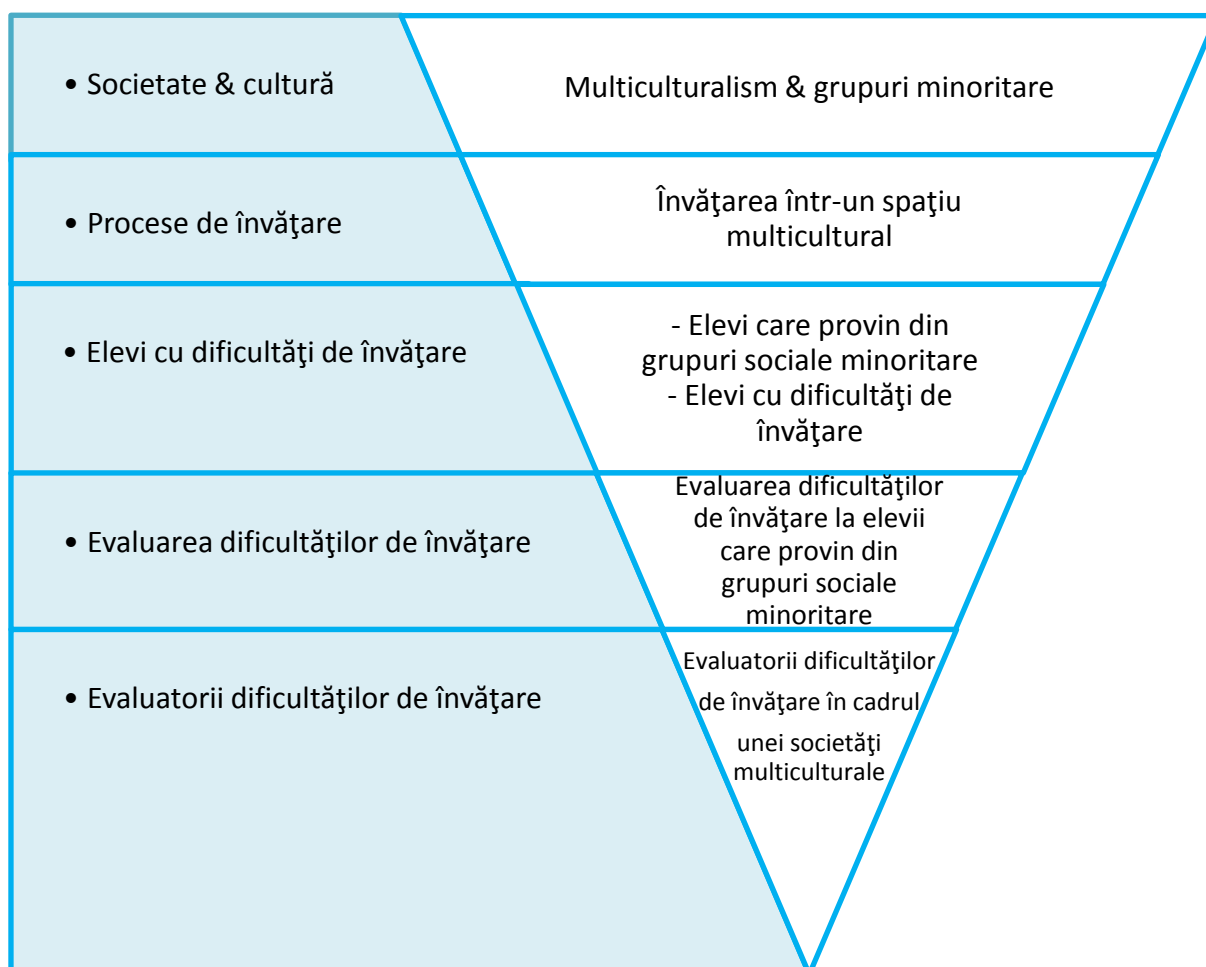 • Societate & cultură
Multiculturalism & grupuri minoritare
• Procese de învăţare
Învăţarea într-un spaţiu
multicultural
• Elevi cu dificultăţi de învăţare
- Elevi care provin din
grupuri sociale minoritare
- Elevi cu dificultăţi de
învăţare
• Evaluarea dificultăţilor de învăţare
Evaluarea dificultăţilor
de învăţare la elevii
care provin din
grupuri sociale
minoritare
• Evaluatorii dificultăţilor de învăţare
Evaluatorii dificultăţilor
de învăţare în cadrul
unei societăţi
multiculturale